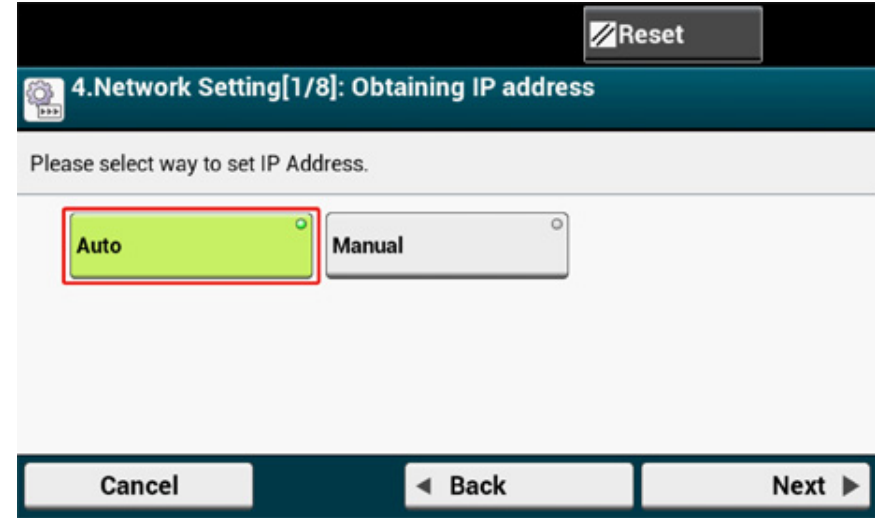 Reset
4.Network Setting[1/8]: Obtaining IP address
Please select way to set IP Address.
Auto
Manual
Cancel
Back
Next